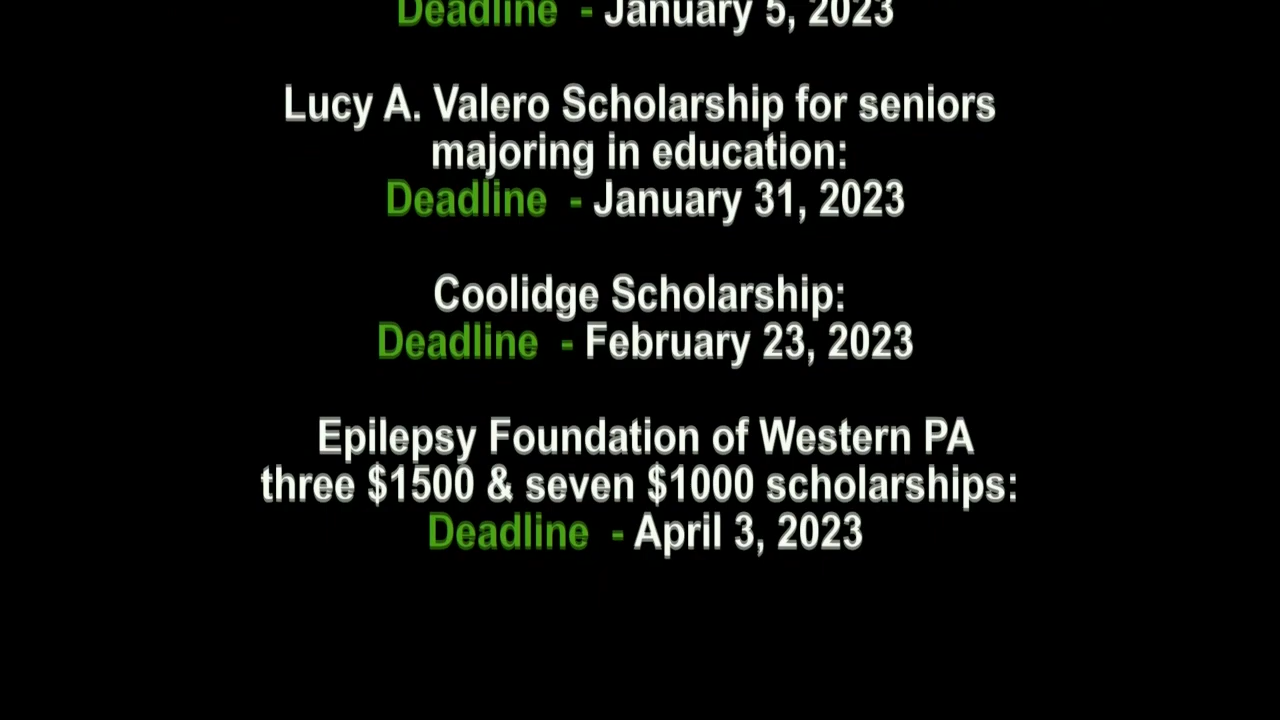 Deadline - January 5, 2023
Lucy A. Valero Scholarship for seniors
majoring in education:
Deadline - January 31, 2023
Coolidge Scholarship:
Deadline - February 23, 2023
Epilepsy Foundation of Western PA
three $1500 & seven $1000 scholarships:
Deadline - April 3, 2023